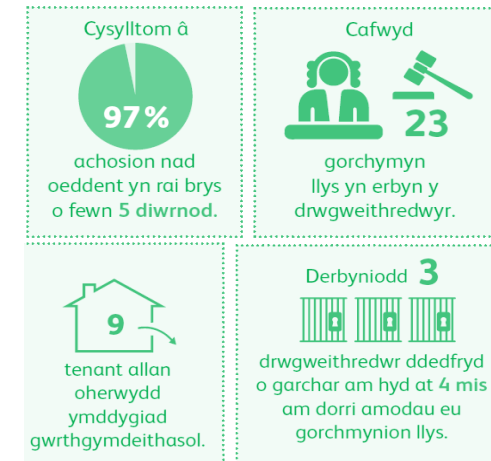 Cysylltom â
97%
achosion nad
oeddent yn rai brys
o fewn 5 diwrnod.
Cafwyd
23
gorchymyn
llys yn erbyn y
drwgweithredwyr.
9
tenant allan
oherwydd
ymddygiad
gwrthgymdeithasol.
Derbyniodd 3
drwgweithredwr ddedfryd
o garchar am hyd at 4 mis
am dorri amodau eu
gorchmynion llys.